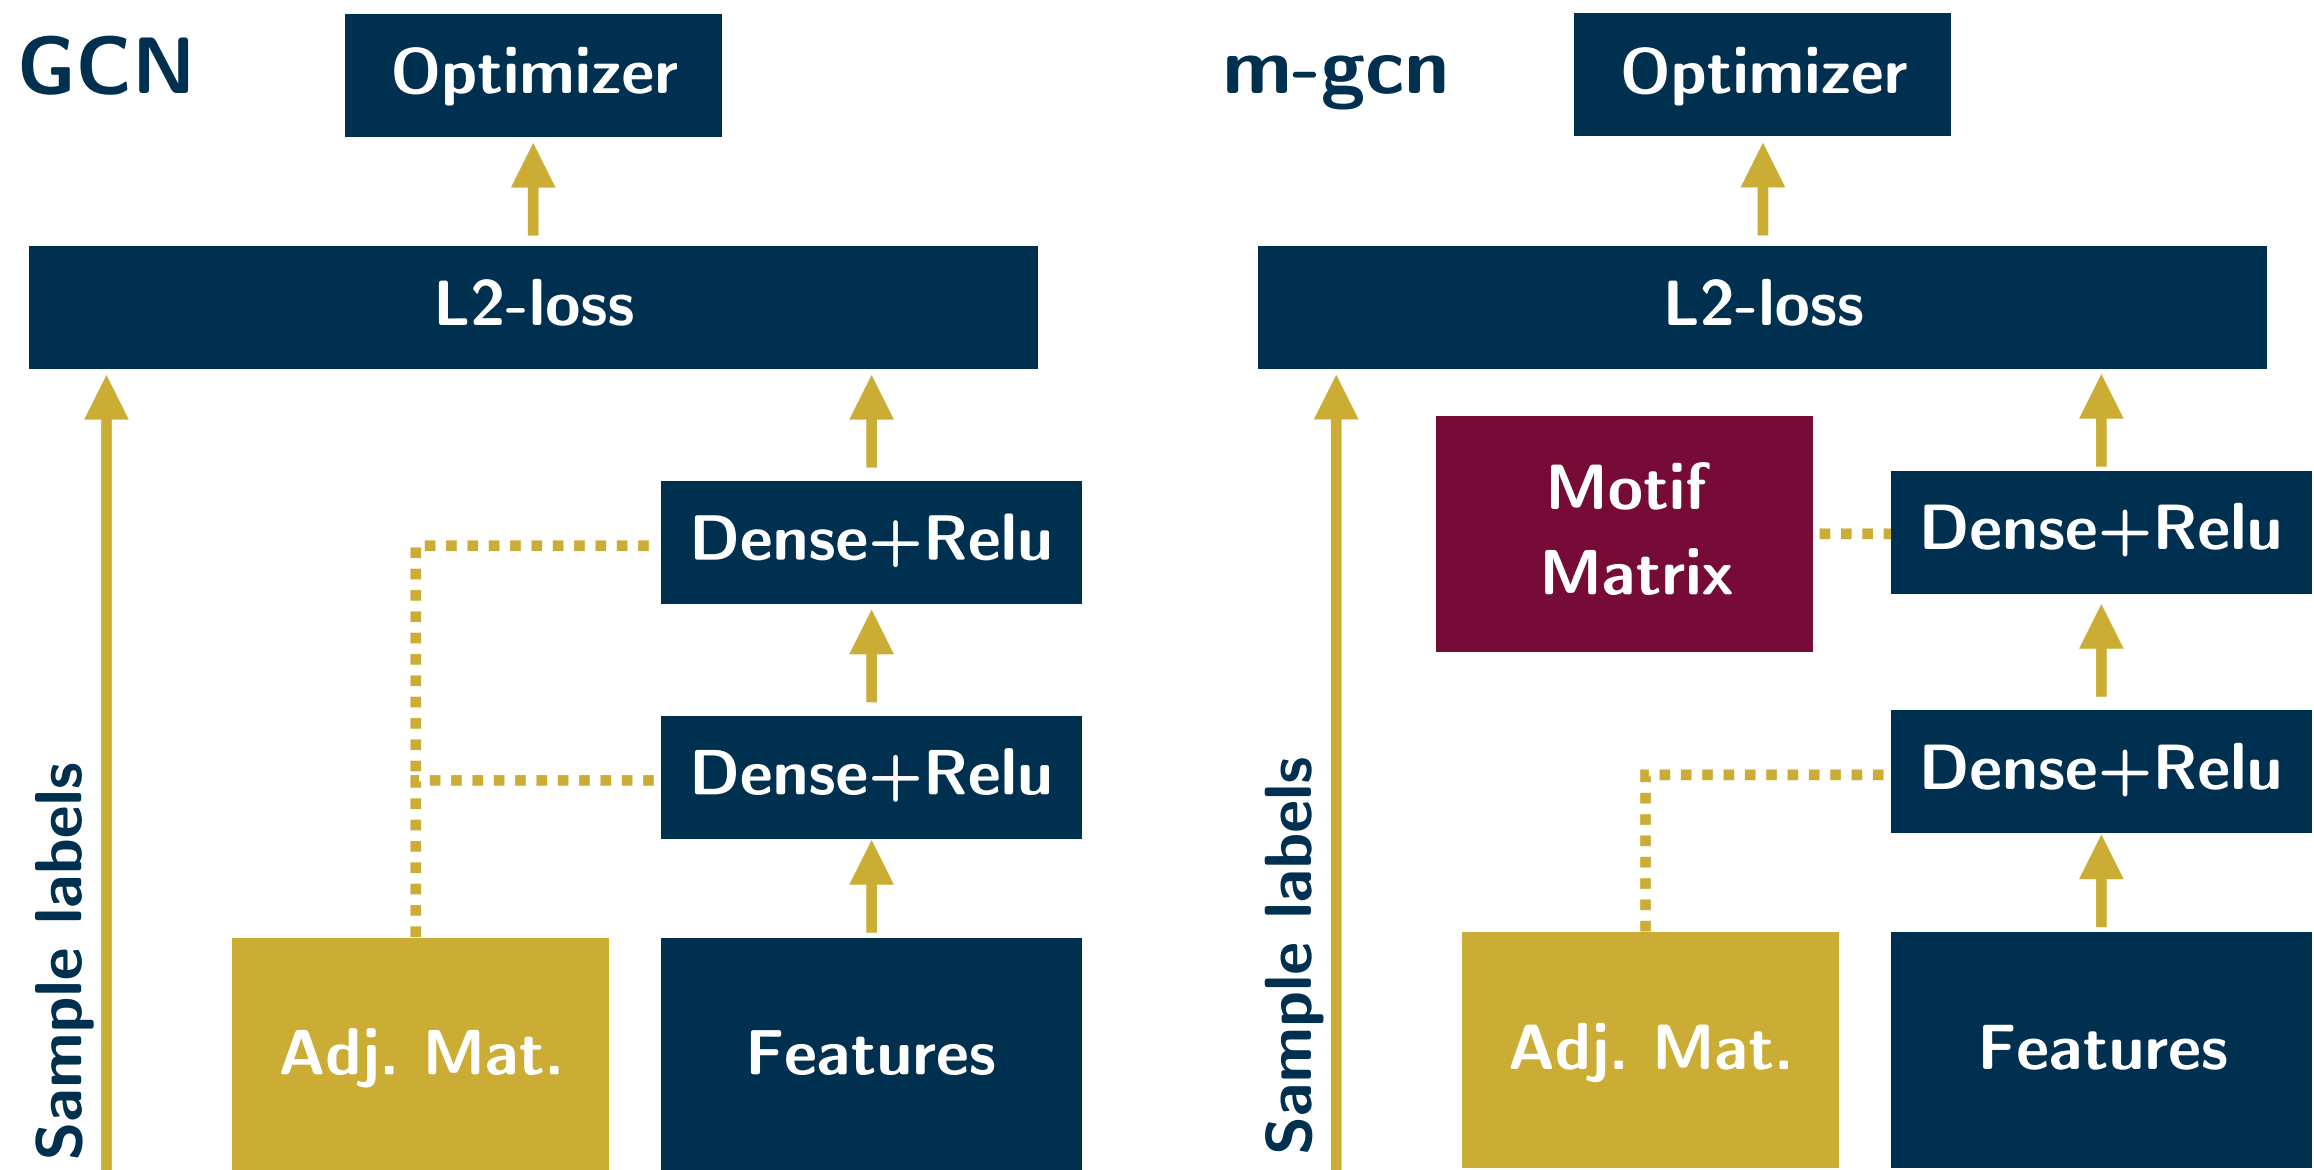 GCN
Optimizer
L2-loss
Dense+Relu
Dense+Relu
Sample labels
Adj. Mat.
Features
m-gcn
Optimizer
L2-loss
Motif
Matrix
Dense+Relu
Dense+Relu
Sample labels
Adj. Mat.
Features